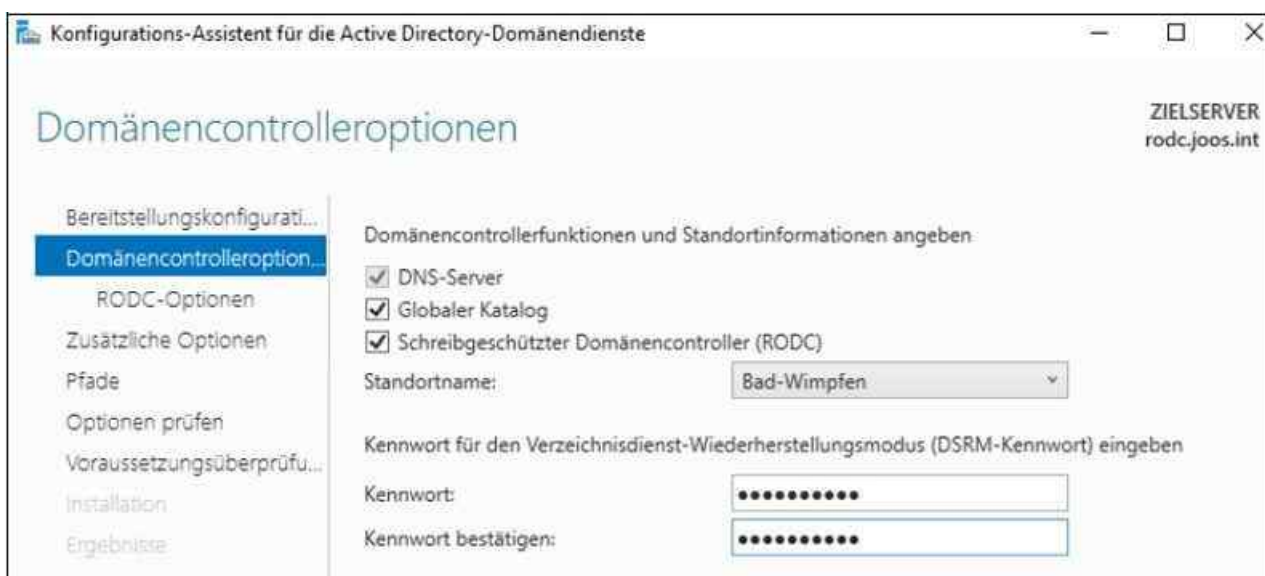 Konfigurations-Assistent für die Active Directory-Domänendienste
Domänencontrolleroptionen
ZIELSERVER
rodc.joos.int
Bereitstellungskonfigurati...
Domänencontrolleroption...
RODC-Optionen
Zusätzliche Optionen
Pfade
Optionen prüfen
Voraussetzungsüberprüfu...
Installation
Ergebnisse
Domänencontrollerfunktionen und Standortinformationen angeben
DNS-Server
Globaler Katalog
Schreibgeschützter Domänencontroller (RODC)
Standortname: Bad-Wimpfen
Kennwort für den Verzeichnisdienst-Wiederherstellungsmodus (DSRM-Kennwort) eingeben
Kennwort: ••••••••••
Kennwort bestätigen: ••••••••••